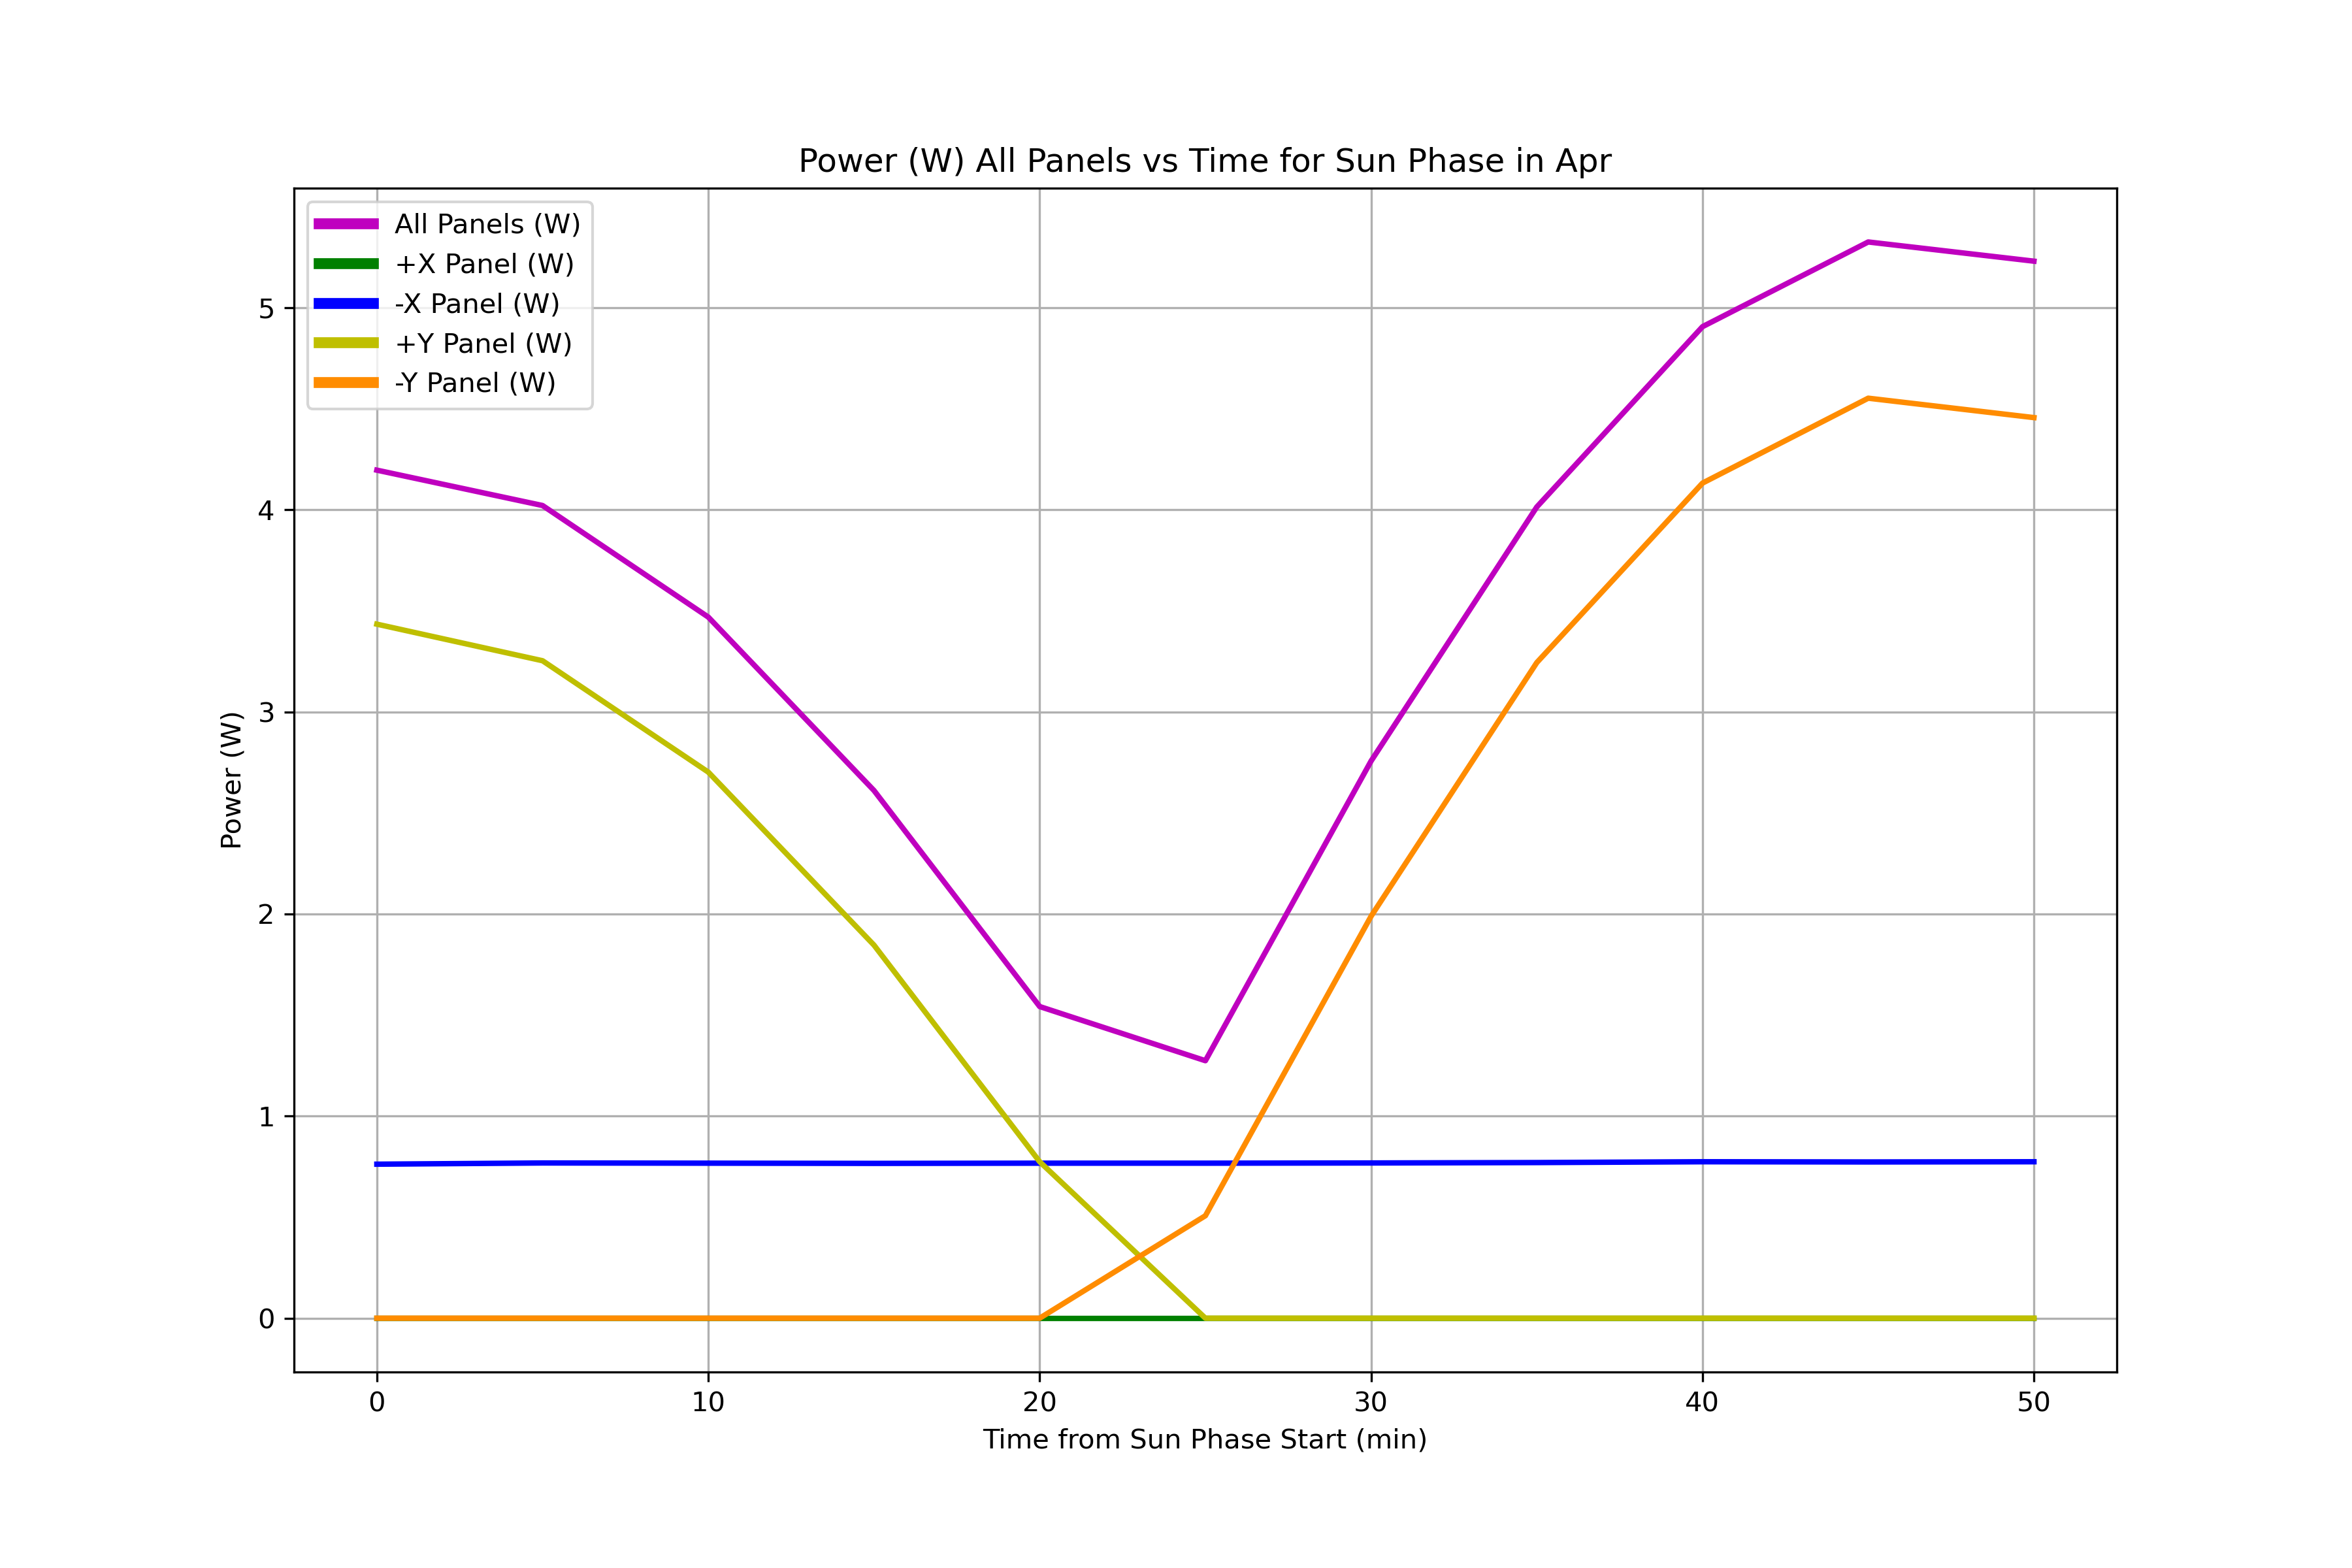 Power (W) All Panels vs Time for Sun Phase in Apr
All Panels (W)
+X Panel (W)
-X Panel (W)
+Y Panel (W)
-Y Panel (W)
5
4
3
2
1
0
Power (W)
0 10 20 30 40 50
Time from Sun Phase Start (min)